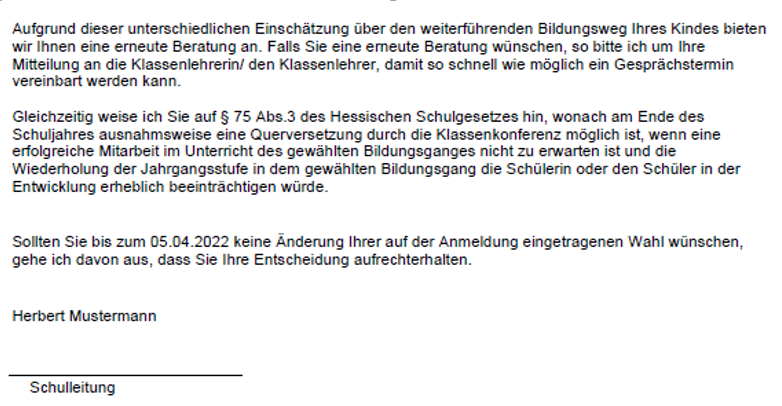 Aufgrund dieser unterschiedlichen Einschätzung über den weiterführenden Bildungsweg Ihres Kindes bieten
wir Ihnen eine erneute Beratung an. Falls Sie eine erneute Beratung wünschen, so bitte ich um Ihre
Mitteilung an die Klassenlehrerin/ den Klassenlehrer, damit so schnell wie möglich ein Gesprächstermin
vereinbart werden kann.
Gleichzeitig weise ich Sie auf § 75 Abs.3 des Hessischen Schulgesetzes hin, wonach am Ende des
Schuljahres ausnahmsweise eine Querversetzung durch die Klassenkonferenz möglich ist, wenn eine
erfolgreiche Mitarbeit im Unterricht des gewählten Bildungsganges nicht zu erwarten ist und die
Wiederholung der Jahrgangsstufe in dem gewählten Bildungsgang die Schülerin oder den Schüler in der
Entwicklung erheblich beeinträchtigen würde.
Sollten Sie bis zum 05.04.2022 keine Änderung Ihrer auf der Anmeldung eingetragenen Wahl wünschen,
gehe ich davon aus, dass Sie Ihre Entscheidung aufrechterhalten.
Herbert Mustermann
Schulleitung